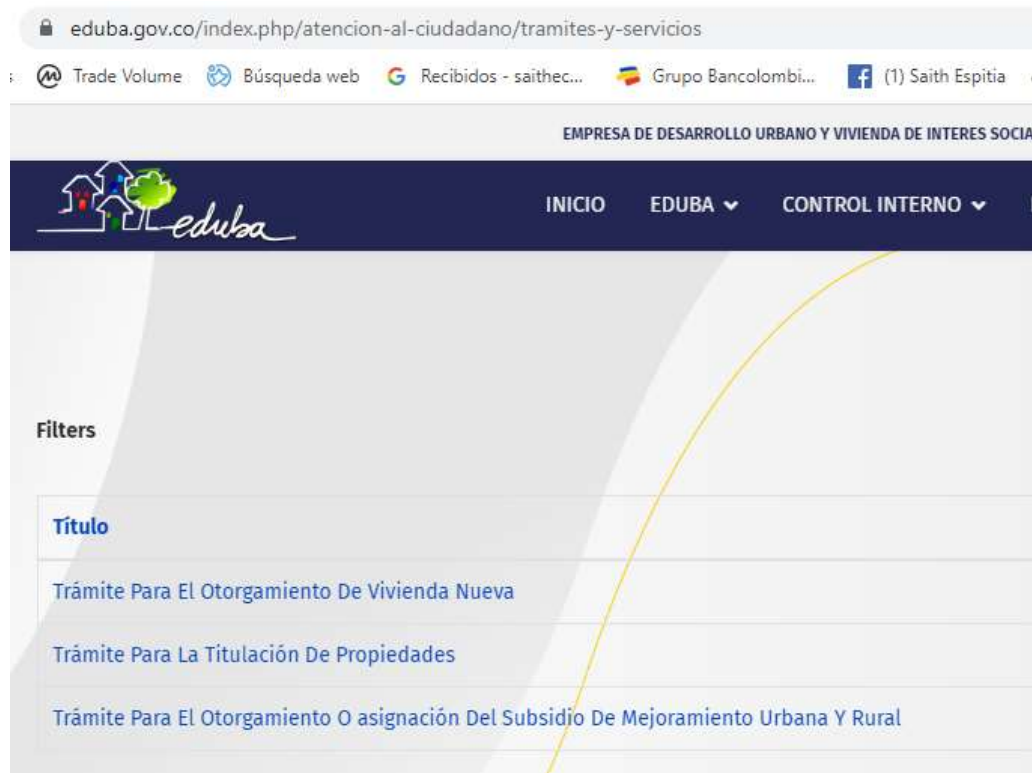 eduba.gov.co/index.php/atencion-al-ciudadano/tramites-y-servicios
Trade Volume Búsqueda web Recibidos - saithec... Grupo Bancolombi... (1) Saith Espitia
EMPRESA DE DESARROLLO URBANO Y VIVIENDA DE INTERES SOCIA
eduba INICIO EDUBA CONTROL INTERNO
Filters
Título
Trámite Para El Otorgamiento De Vivienda Nueva
Trámite Para La Titulación De Propiedades
Trámite Para El Otorgamiento O asignación Del Subsidio De Mejoramiento Urbana Y Rural